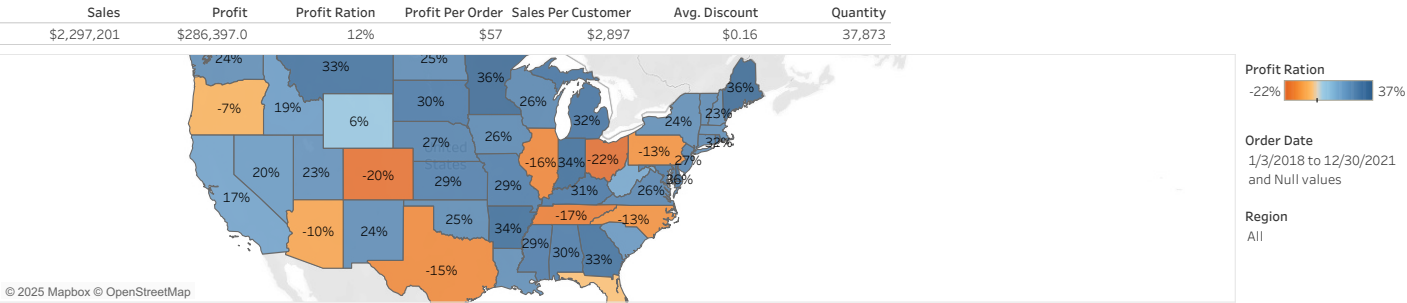 Sales Profit Profit Ration Profit Per Order Sales Per Customer Avg. Discount Quantity
$2,297,201 $286,397.0 12% $57 $2,897 $0.16 37,873
24% 33% 25% 36% 26% 32% 36%
-7% 19% 6% 30% 24% 23%
27% 26% 32%
United
States
20% 23% -20% 29% 29% -16% 34% -22% -13% 27%
17% 31% 26% 36%
-10% 24% 25% 34% -17% -13%
-15% 29% 30% 33%
© 2025 Mapbox © OpenStreetMap
Profit Ration
-22% 37%
Order Date
1/3/2018 to 12/30/2021
and Null values
Region
All